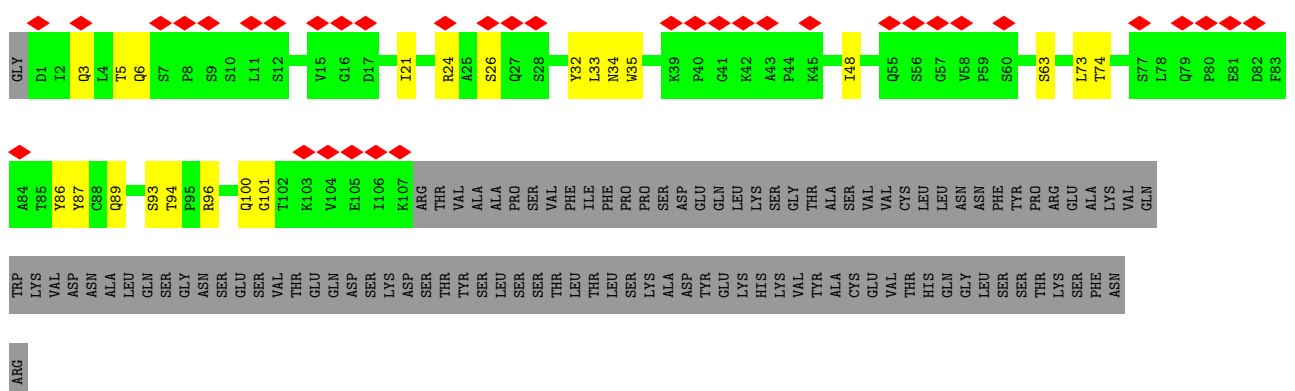 GLY D1 I2 Q3 L4 T5 Q6 S7 P8 S9 S10 L11 S12 V15 G16 D17 I21 R24 A25 S26 Q27 S28 Y32 L33 N34 W35 K39 P40 G41 K42 A43 P44 K45 I48 Q55 S56 G57 V58 P59 S60 S63 L73 T74 S77 L78 Q79 P80 E81 D82 F83
A84 T85 Y86 Y87 C88 Q89 S93 T94 P95 R96 Q100 G101 T102 K103 V104 E105 I106 K107 ARG THR VAL ALA ALA PRO SER VAL PHE ILE PHE PRO PRO SER ASP GLU GLN LEU LYS SER GLY THR ALA SER VAL VAL CYS LEU LEU ASN ASN PHE TYR PRO ARG GLU ALA LYS VAL GLN
TRP LYS VAL ASP ASN ALA LEU GLN SER GLY ASN SER GLU SER VAL THR GLU GLN ASP SER LYS ASP SER THR TYR SER LEU SER SER THR LEU THR LEU SER LYS ALA ASP TYR GLU LYS HIS LYS VAL TYR ALA CYS GLU VAL THR HIS GLN GLY LEU SER SER THR LYS SER PHE ASN
ARG